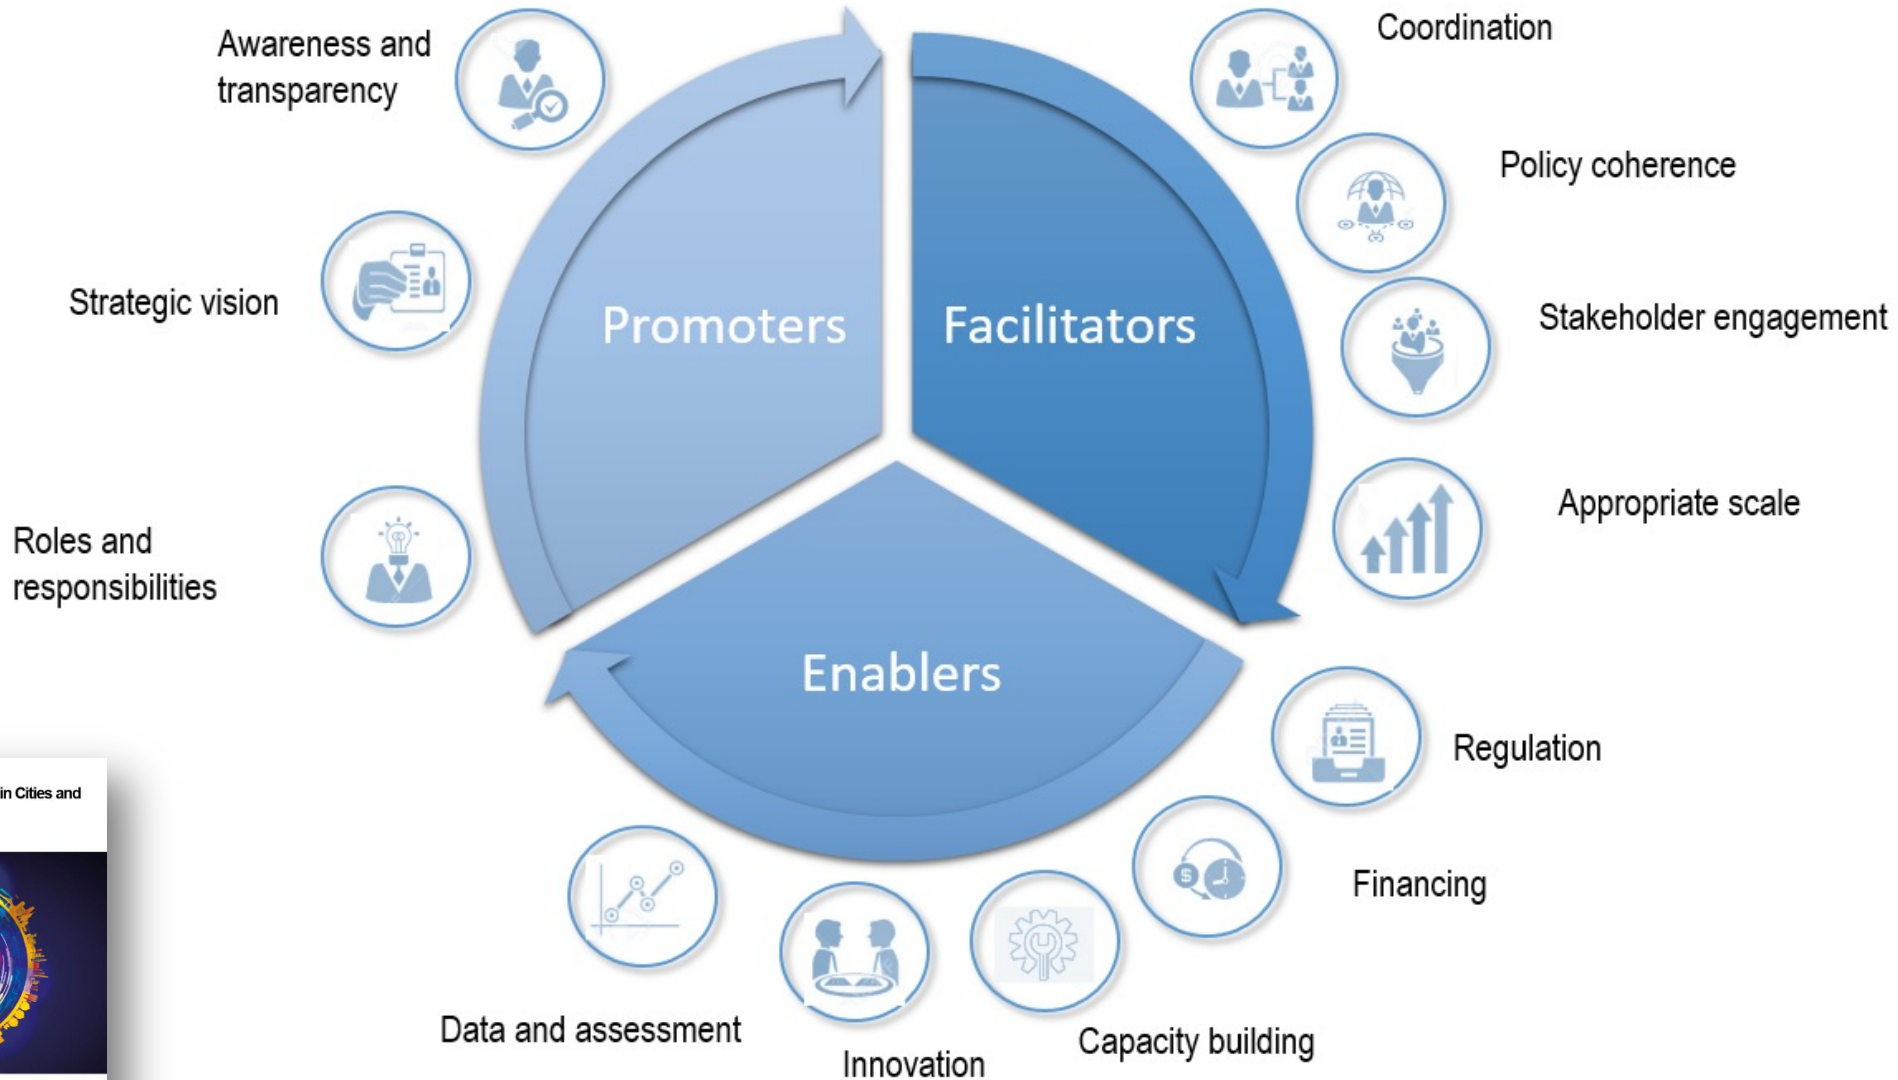 Awareness and
transparency
Strategic vision
Roles and
responsibilities
Promoters
Facilitators
Enablers
Coordination
Policy coherence
Stakeholder engagement
Appropriate scale
Regulation
Financing
Capacity building
Innovation
Data and assessment
in Cities and